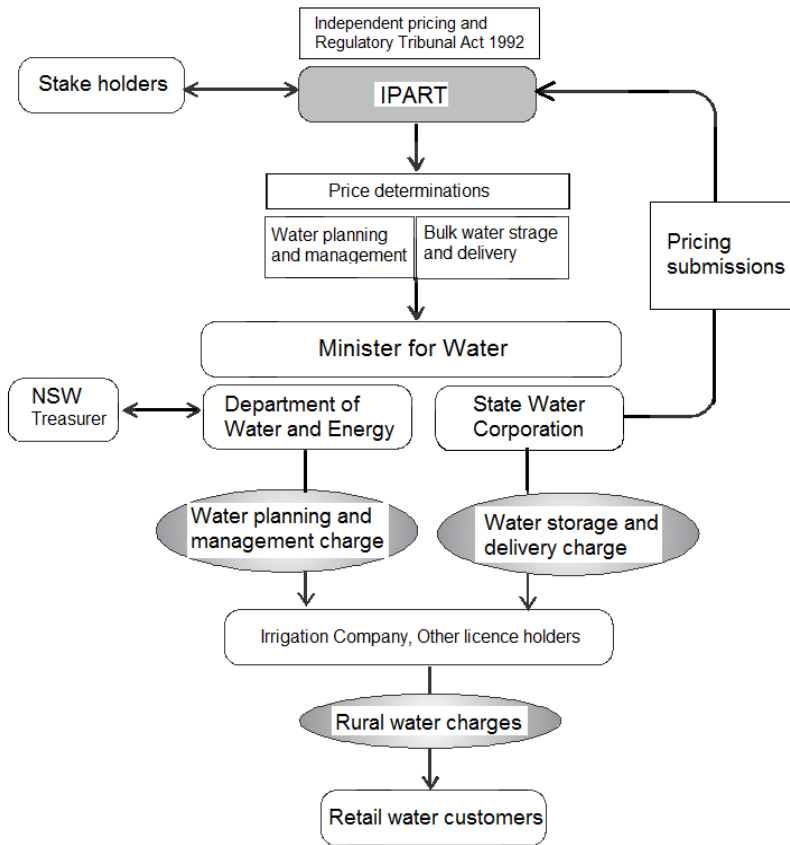 Independent pricing and
Regulatory Tribunal Act 1992
Stake holders
IPART
Price determinations
Water planning
and management
Bulk water strage
and delivery
Pricing
submissions
Minister for Water
NSW
Treasurer
Department of
Water and Energy
State Water
Corporation
Water planning and
management charge
Water storage and
delivery charge
Irrigation Company, Other licence holders
Rural water charges
Retail water customers